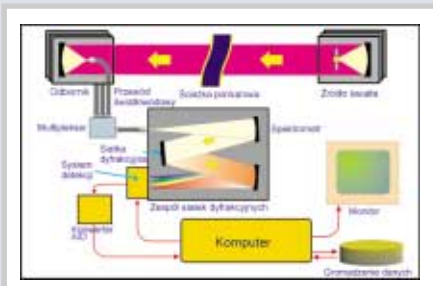 Odbiornik
Przewód
światłowodowy
Ścieżka pomiarowa
Źródło światła
Multiplekser
Spektrometr
Siatka
dyfrakcyjna
System
detekcji
Zespół siatek dyfrakcyjnych
Konwerter
A/D
Komputer
Monitor
Gromadzenie danych